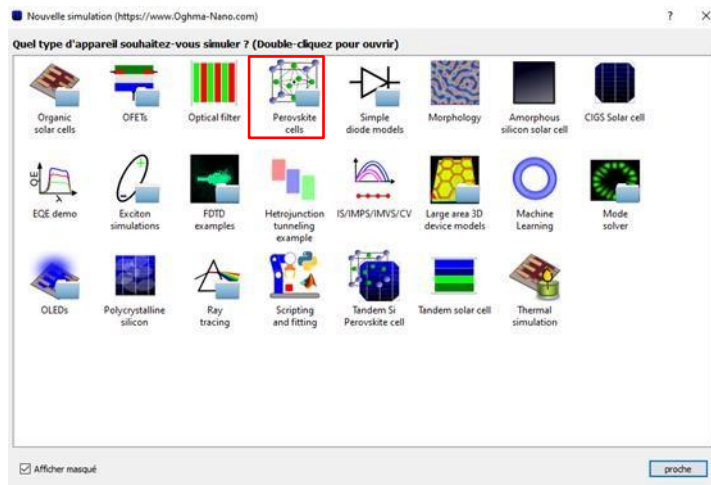 Nouvelle simulation (https://www.Oghma-Nano.com)
? X
Quel type d'appareil souhaitez-vous simuler ? (Double-cliquez pour ouvrir)
Organic
solar cells
OFETs
Optical filter
Perovskite
cells
Simple
diode models
Morphology
Amorphous
silicon solar cell
CIGS Solar cell
QE
λ
EQE demo
Exciton
simulations
FDTD
examples
Hetrojunction
tunneling
example
IS/IMPS/IMVS/CV
Large area 3D
device models
Machine
Learning
Mode
solver
OLEDs
Polycrystalline
silicon
Ray
tracing
Scripting
and fitting
Tandem Si
Perovskite cell
Tandem solar cell
Thermal
simulation
Afficher masqué
proche